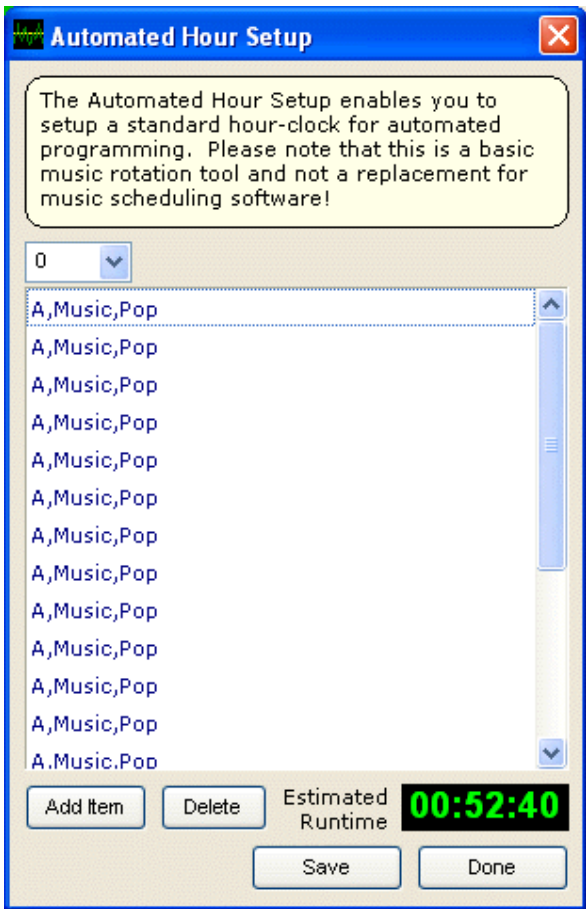 Automated Hour Setup
The Automated Hour Setup enables you to
setup a standard hour-clock for automated
programming.  Please note that this is a basic
music rotation tool and not a replacement for
music scheduling software!
0
A,Music,Pop
A,Music,Pop
A,Music,Pop
A,Music,Pop
A,Music,Pop
A,Music,Pop
A,Music,Pop
A,Music,Pop
A,Music,Pop
A,Music,Pop
A,Music,Pop
A,Music,Pop
A,Music,Pop
Add Item
Delete
Estimated
Runtime
00:52:40
Save
Done